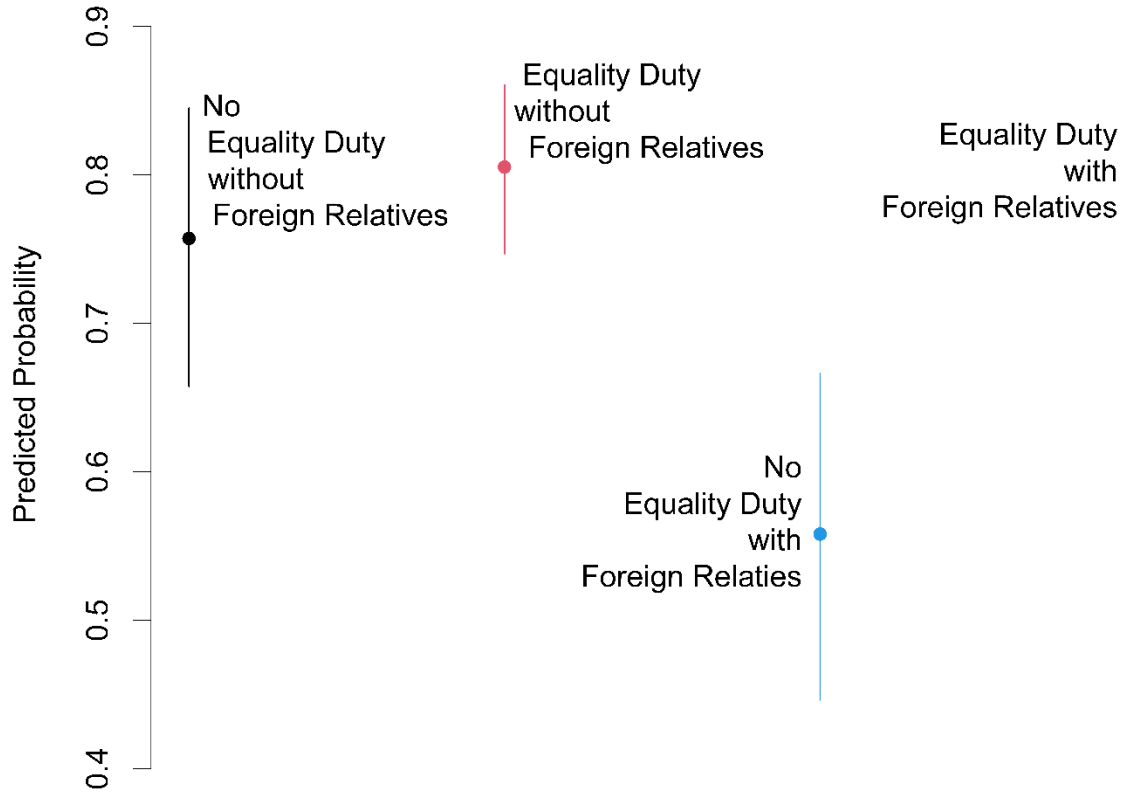 Predicted Probability
0.9
0.8
0.7
0.6
0.5
0.4
No
Equality Duty
without
Foreign Relatives
Equality Duty
without
Foreign Relatives
No
Equality Duty
with
Foreign Relaties
Equality Duty
with
Foreign Relatives